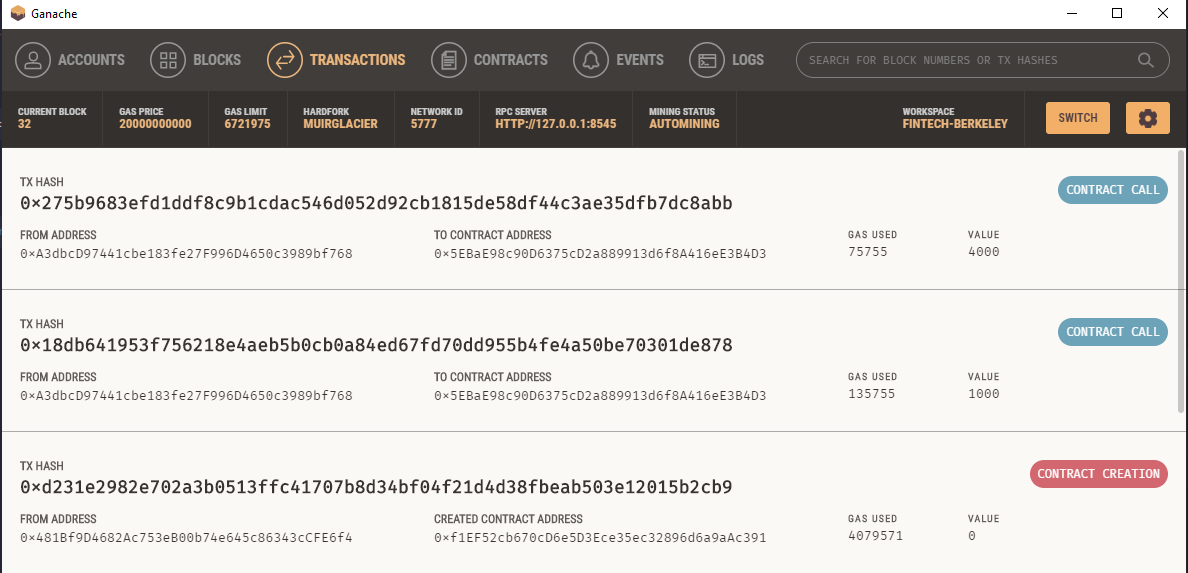 Ganache
ACCOUNTS BLOCKS TRANSACTIONS CONTRACTS EVENTS LOGS SEARCH FOR BLOCK NUMBERS OR TX HASHES
CURRENT BLOCK GAS PRICE GAS LIMIT HARDFORK NETWORK ID RPC SERVER MINING STATUS WORKSPACE SWITCH
32 20000000000 6721975 MUIRGLACIER 5777 HTTP://127.0.0.1:8545 AUTOMINING FINTECH-BERKELEY
TX HASH
0×275b9683efd1ddf8c9b1cdac546d052d92cb1815de58df44c3ae35dfb7dc8abb CONTRACT CALL
FROM ADDRESS TO CONTRACT ADDRESS GAS USED VALUE
0×A3dbcD97441cbe183fe27F996D4650c3989bf768 0×5EBaE98c90D6375cD2a889913d6f8A416eE3B4D3 75755 4000
TX HASH
0×18db641953f756218e4aeb5b0cb0a84ed67fd70dd955b4fe4a50be70301de878 CONTRACT CALL
FROM ADDRESS TO CONTRACT ADDRESS GAS USED VALUE
0×A3dbcD97441cbe183fe27F996D4650c3989bf768 0×5EBaE98c90D6375cD2a889913d6f8A416eE3B4D3 135755 1000
TX HASH
0×d231e2982e702a3b0513ffc41707b8d34bf04f21d4d38fbeab503e12015b2cb9 CONTRACT CREATION
FROM ADDRESS CREATED CONTRACT ADDRESS GAS USED VALUE
0×481Bf9D4682Ac753eB00b74e645c86343cCFE6f4 0×f1EF52cb670cD6e5D3Ece35ec32896d6a9aAc391 4079571 0